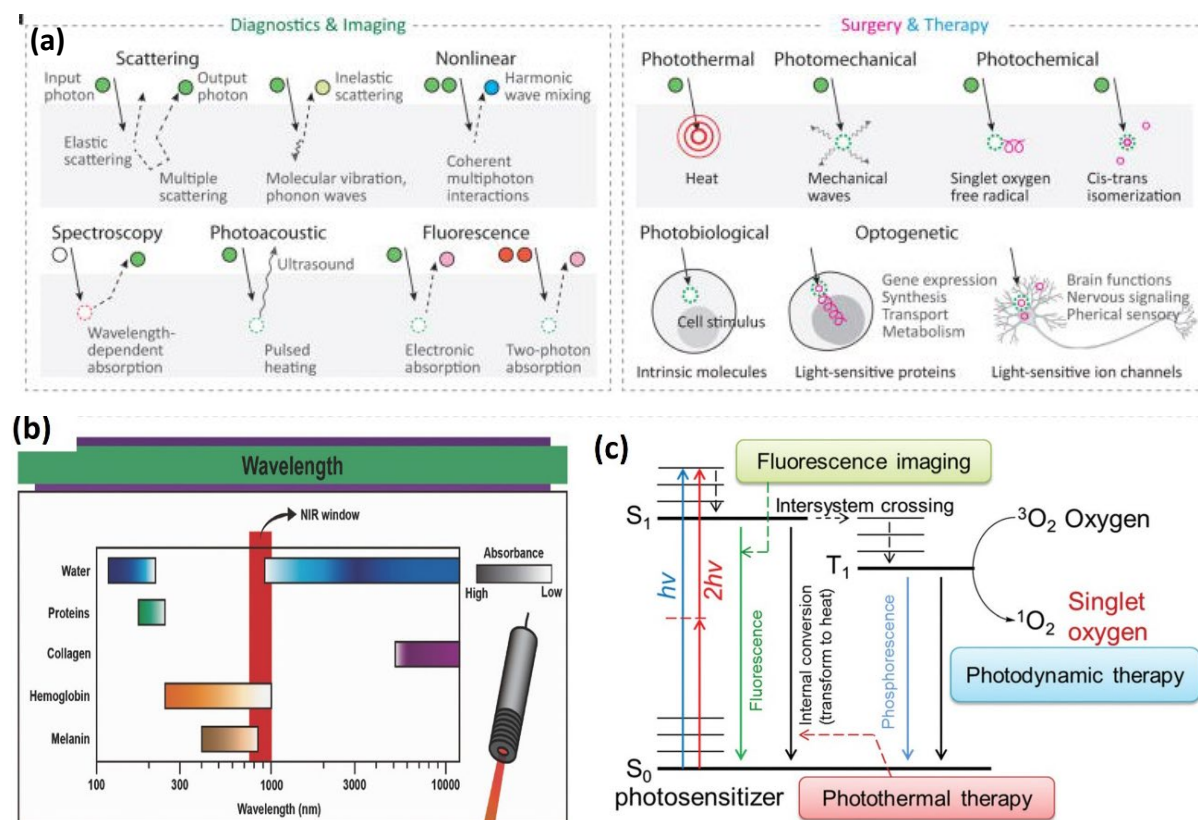 (a)
Diagnostics & Imaging
Scattering
Input
photon
Output
photon
Elastic
scattering
Multiple
scattering
Inelastic
scattering
Molecular vibration,
phonon waves
Nonlinear
Harmonic
wave mixing
Coherent
multiphoton
interactions
Spectroscopy
Wavelength-
dependent
absorption
Photoacoustic
Ultrasound
Pulsed
heating
Fluorescence
Electronic
absorption
Two-photon
absorption
Surgery & Therapy
Photothermal
Heat
Photomechanical
Mechanical
waves
Photochemical
Singlet oxygen
free radical
Cis-trans
isomerization
Photobiological
Cell stimulus
Intrinsic molecules
Optogenetic
Gene expression
Synthesis
Transport
Metabolism
Light-sensitive proteins
Brain functions
Nervous signaling
Pherical sensory
Light-sensitive ion channels
(b)
Wavelength
NIR window
Water
Proteins
Collagen
Hemoglobin
Melanin
Absorbance
High Low
100 300 1000 3000 10000
Wavelength (nm)
(c)
Fluorescence imaging
S₁
Intersystem crossing
T₁
³O₂ Oxygen
¹O₂ Singlet
oxygen
Photodynamic therapy
hν
2hν
Fluorescence
Internal conversion
(transform to heat)
Phosphorescence
S₀
photosensitizer
Photothermal therapy